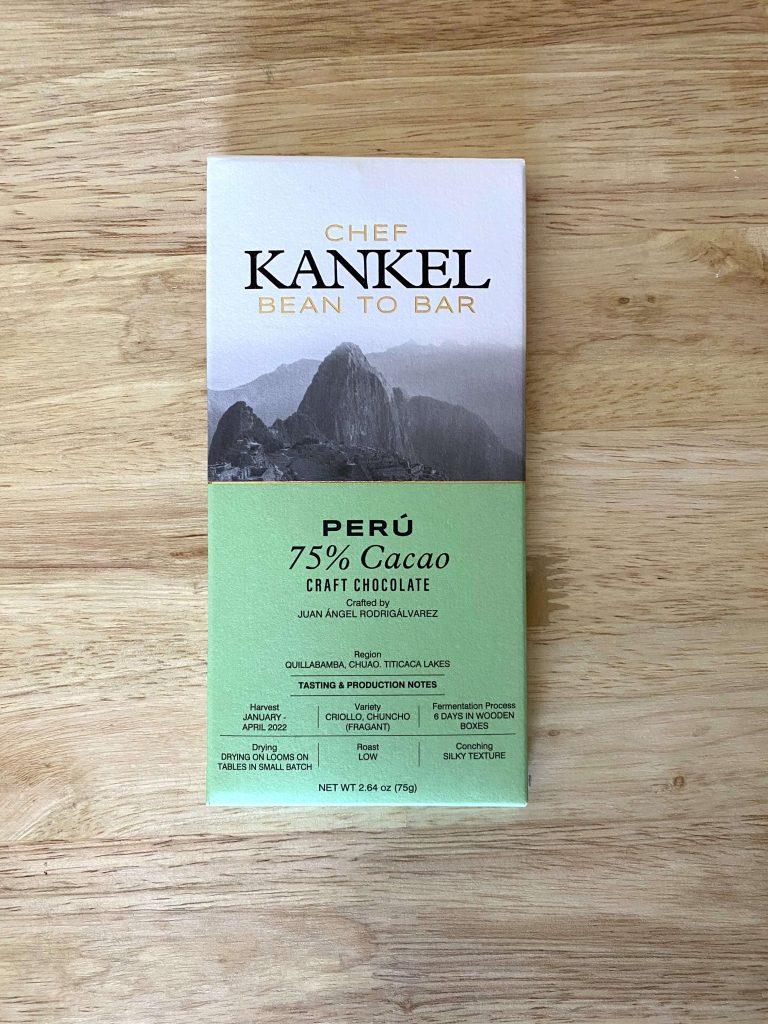 CHEF
KANKEL
BEAN TO BAR
PERÚ
75% Cacao
CRAFT CHOCOLATE
Crafted by
JUAN ÁNGEL RODRIGÁLVAREZ
Region
QUILLABAMBA, CHUAO. TITICACA LAKES
TASTING & PRODUCTION NOTES
Harvest
JANUARY -
APRIL 2022
Variety
CRIOLLO, CHUNCHO
(FRAGANT)
Fermentation Process
6 DAYS IN WOODEN
BOXES
Drying
DRYING ON LOOMS ON
TABLES IN SMALL BATCH
Roast
LOW
Conching
SILKY TEXTURE
NET WT 2.64 oz (75g)